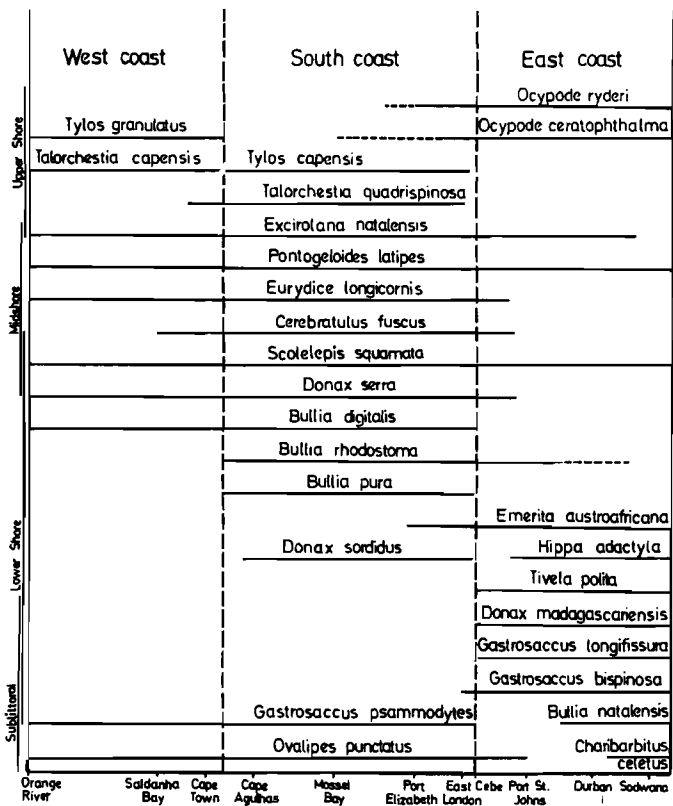 West coast South coast East coast
Ocypode ryderi
Tylos granulatus Ocypode ceratophthalma
Talorchestia capensis Tylos capensis
Talorchestia quadrispinosa
Excirolana natalensis
Pontogeloides latipes
Eurydice longicornis
Cerebratulus fuscus
Scolelepis squamata
Donax serra
Bullia digitalis
Bullia rhodostoma
Bullia pura
Emerita austroafricana
Donax sordidus Hippa adactyla
Tivela polita
Donax madagascariensis
Gastrosaccus longifissura
Gastrosaccus bispinosa
Gastrosaccus psammodytes Bullia natalensis
Ovalipes punctatus Charibarbitus
celetus
Upper Shore
Midshore
Lower Shore
Sublittoral
Orange Saldanha Cape Cape Mossel Port East Cebe Port St. Durban Sodwana
River Bay Town Agulhas Bay Elizabeth London Johns